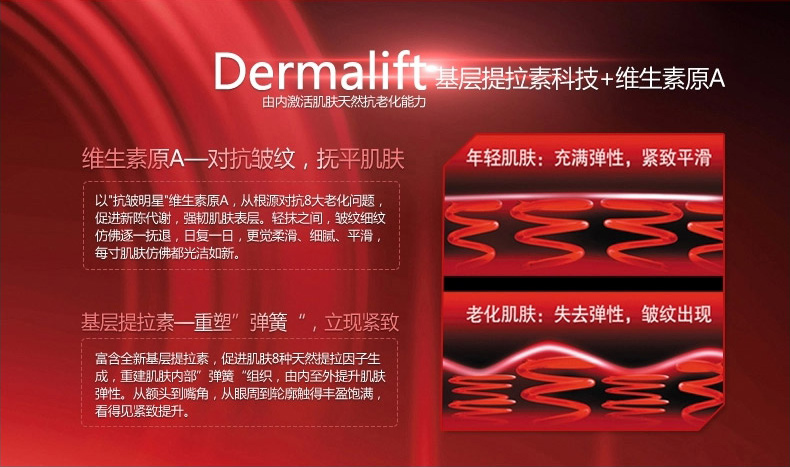 Dermalift 基层提拉素科技+维生素原A
由内激活肌肤天然抗老化能力
维生素原A—对抗皱纹，抚平肌肤
以"抗皱明星"维生素原A，从根源对抗8大老化问题，
促进新陈代谢，强韧肌肤表层。轻抹之间，皱纹细纹
仿佛逐一抚退，日复一日，更觉柔滑、细腻、平滑，
每寸肌肤仿佛都光洁如新。
基层提拉素—重塑”弹簧“，立现紧致
富含全新基层提拉素，促进肌肤8种天然提拉因子生
成，重建肌肤内部”弹簧“组织，由内至外提升肌肤
弹性。从额头到嘴角，从眼周到轮廓触得丰盈饱满，
看得见紧致提升。
年轻肌肤：充满弹性，紧致平滑
老化肌肤：失去弹性，皱纹出现